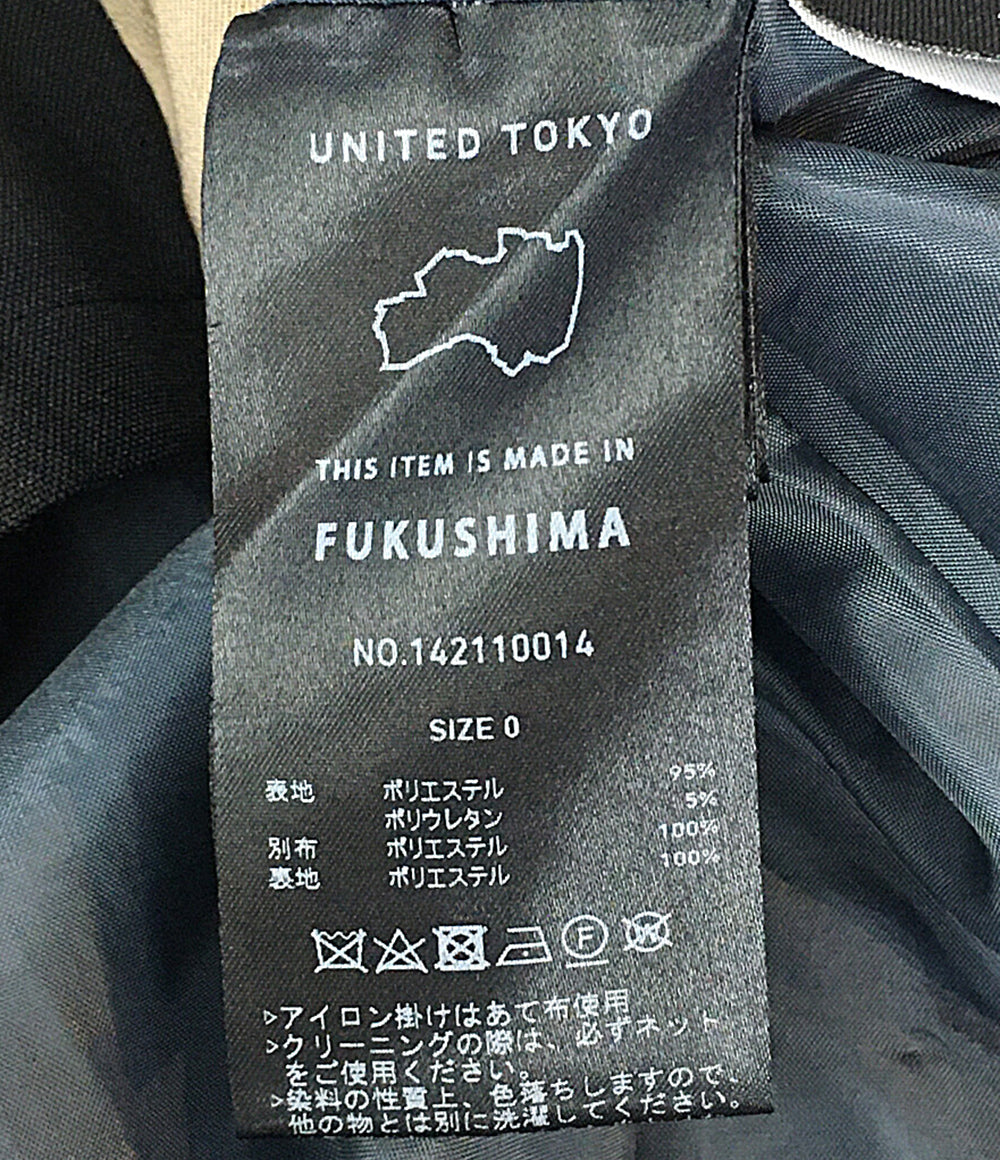 UNITED TOKYO
THIS ITEM IS MADE IN
FUKUSHIMA
NO.142110014
SIZE 0
表地 ポリエステル 95%
ポリウレタン 5%
別布 ポリエステル 100%
裏地 ポリエステル 100%
F W
▷アイロン掛けはあて布使用
▷クリーニングの際は、必ずネット
をご使用ください。
▷染料の性質上、色落ちしますので、
他の物とは別に洗濯してください。